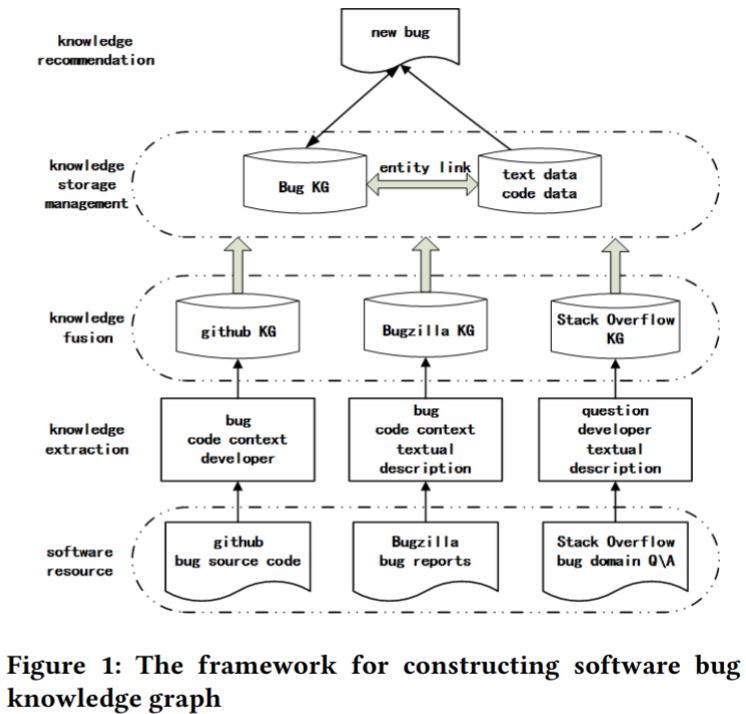 knowledge
recommendation
new bug
knowledge
storage
management
Bug KG
entity link
text data
code data
knowledge
fusion
github KG
Bugzilla KG
Stack Overflow
KG
knowledge
extraction
bug
code context
developer
bug
code context
textual
description
question
developer
textual
description
software
resource
github
bug source code
Bugzilla
bug reports
Stack Overflow
bug domain Q\A
Figure 1: The framework for constructing software bug
knowledge graph